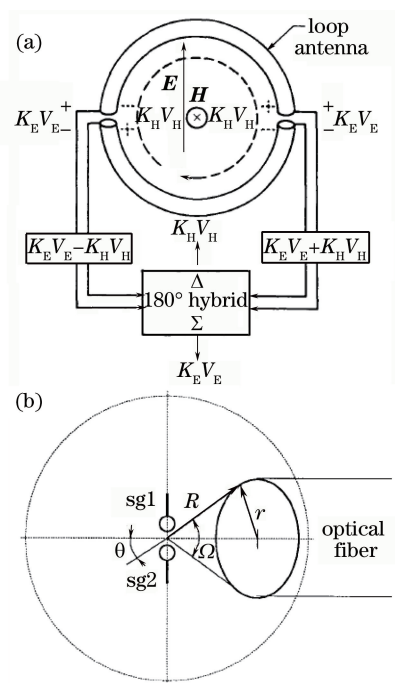 (a)
loop
antenna
E
H
K_E V_E
+
−
K_H V_H
K_H V_H
+
−
K_E V_E
K_H V_H
K_E V_E−K_H V_H
K_E V_E+K_H V_H
Δ
180° hybrid
Σ
K_E V_E
(b)
sg1
R
r
optical
fiber
θ
Ω
sg2